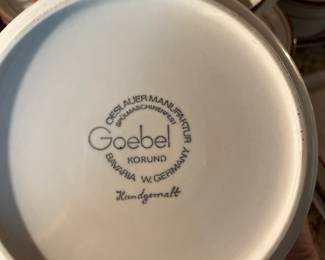 OESLAUER MANUFAKTUR
SPÜLMASCHINENFEST
Goebel
KORUND
BAVARIA W. GERMANY
Handgemalt